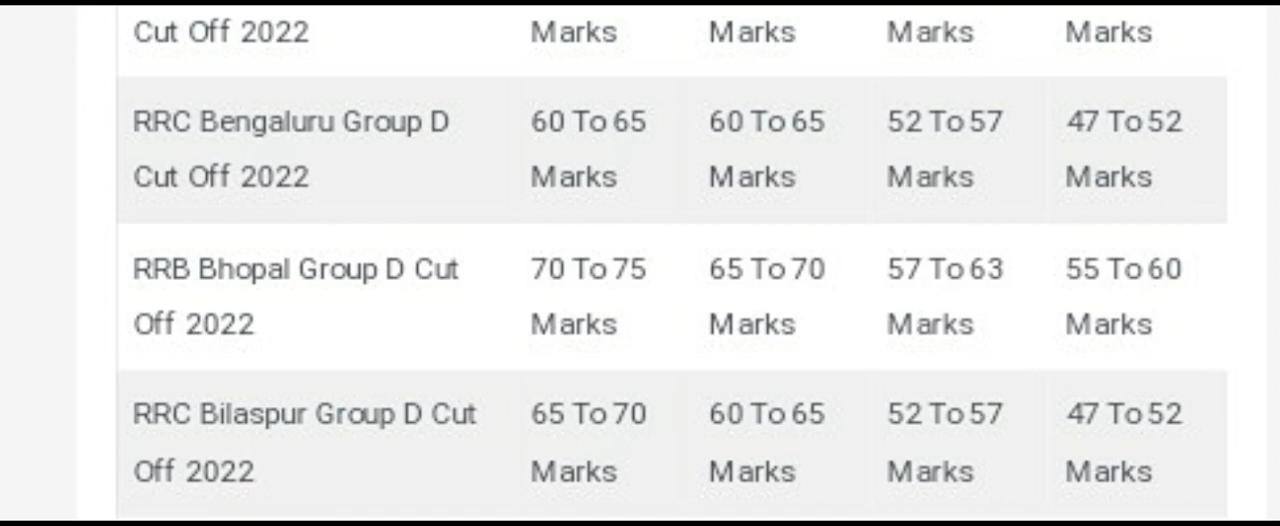 Cut Off 2022 Marks Marks Marks Marks
RRC Bengaluru Group D 60 To 65 60 To 65 52 To 57 47 To 52
Cut Off 2022 Marks Marks Marks Marks
RRB Bhopal Group D Cut 70 To 75 65 To 70 57 To 63 55 To 60
Off 2022 Marks Marks Marks Marks
RRC Bilaspur Group D Cut 65 To 70 60 To 65 52 To 57 47 To 52
Off 2022 Marks Marks Marks Marks